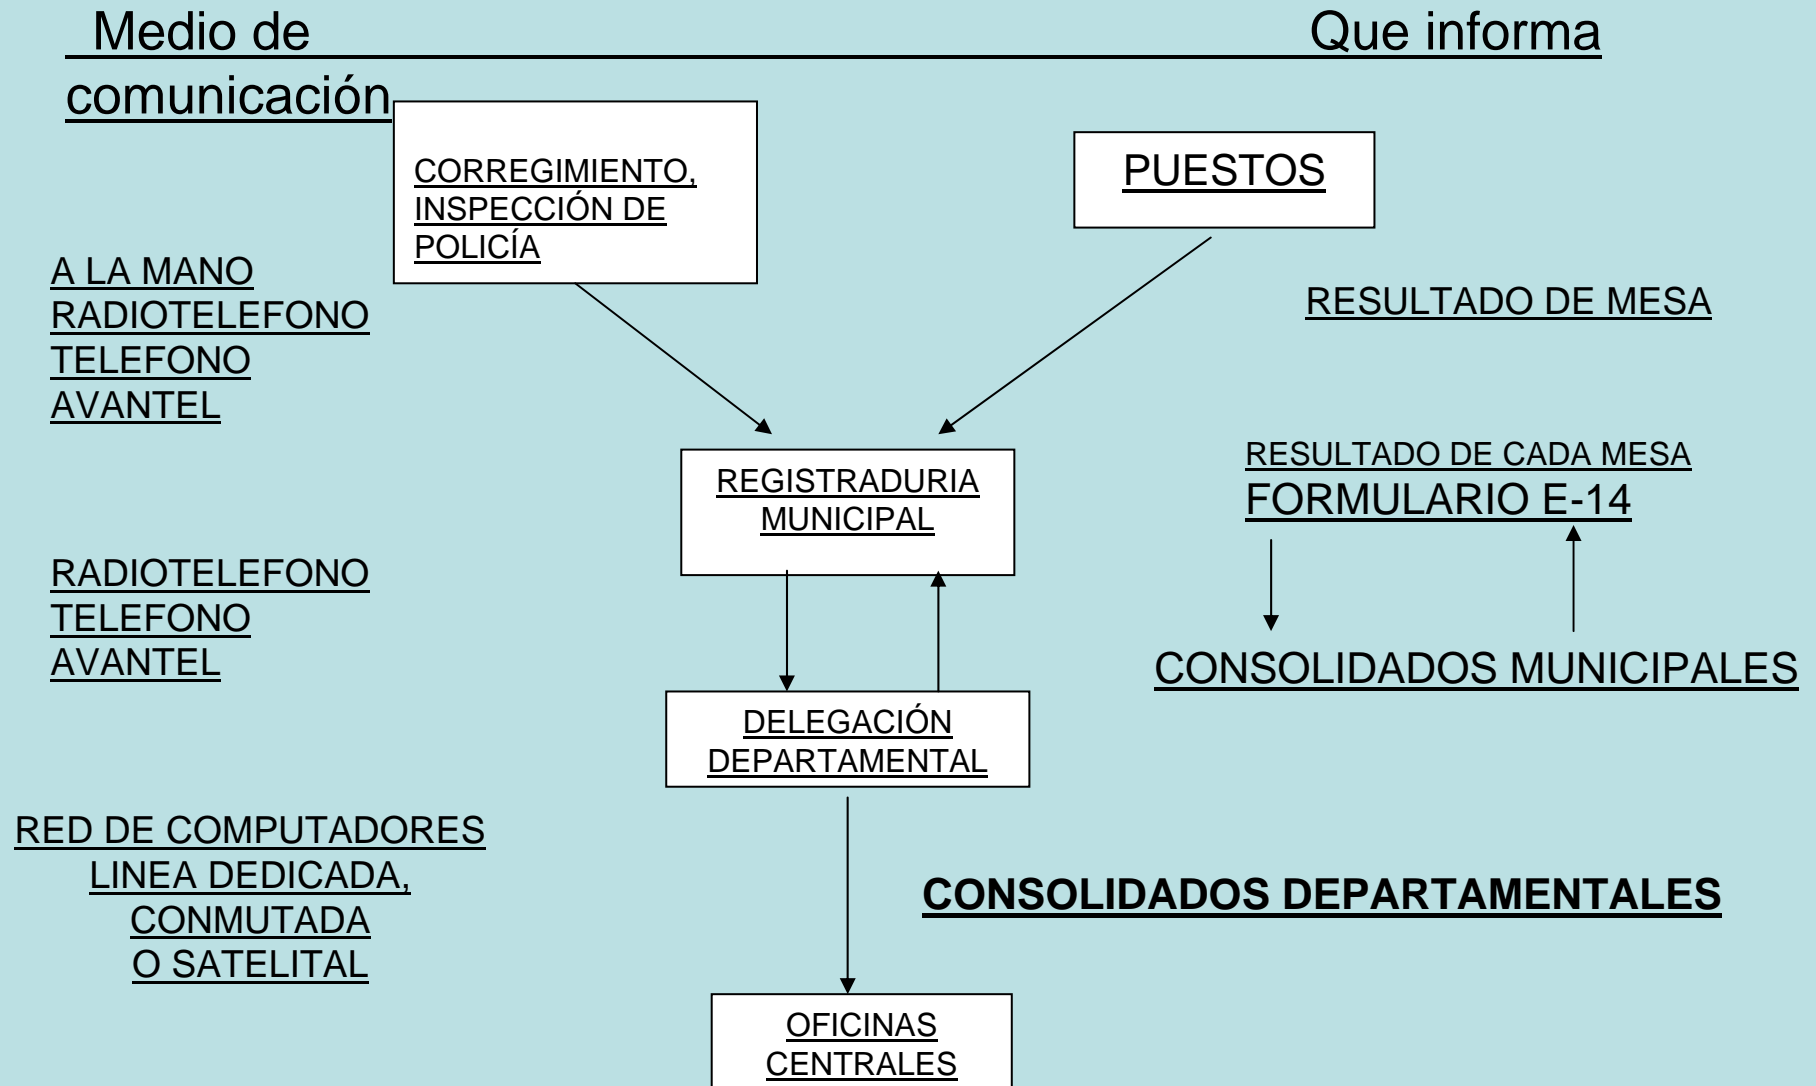 Medio de Que informa
comunicación
CORREGIMIENTO,
INSPECCIÓN DE
POLICÍA
PUESTOS
A LA MANO
RADIOTELEFONO
TELEFONO
AVANTEL
RESULTADO DE MESA
REGISTRADURIA
MUNICIPAL
RESULTADO DE CADA MESA
FORMULARIO E-14
RADIOTELEFONO
TELEFONO
AVANTEL
CONSOLIDADOS MUNICIPALES
DELEGACIÓN
DEPARTAMENTAL
RED DE COMPUTADORES
LINEA DEDICADA,
CONMUTADA
O SATELITAL
CONSOLIDADOS DEPARTAMENTALES
OFICINAS
CENTRALES